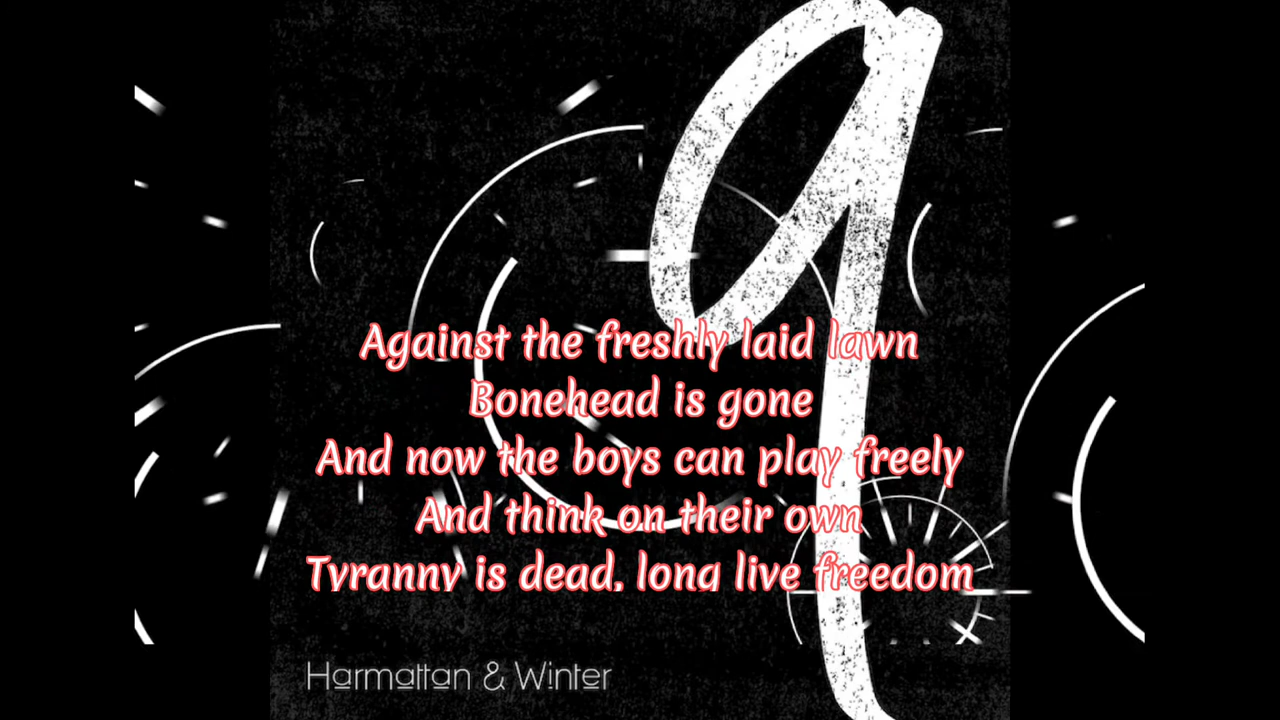 9
Against the freshly laid lawn
Bonehead is gone
And now the boys can play freely
And think on their own
Tyranny is dead, long live freedom
Harmattan & Winter